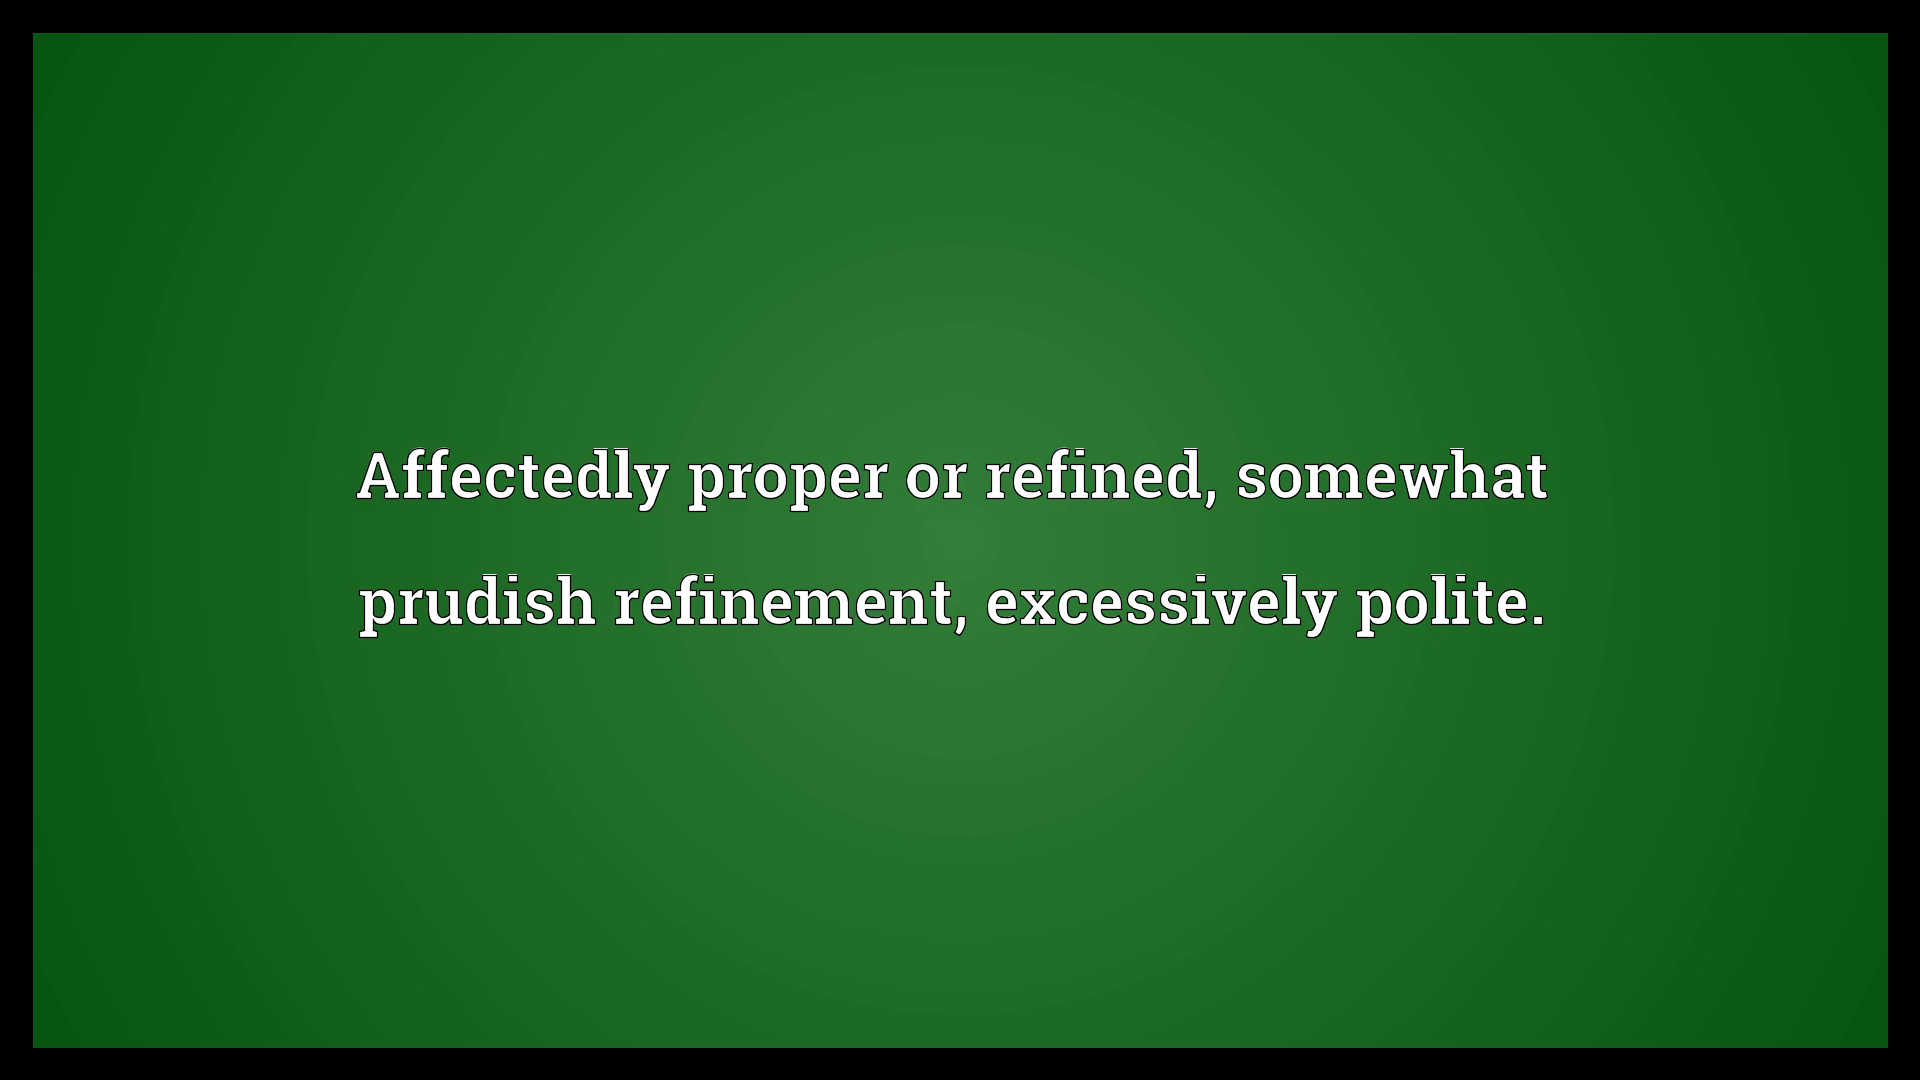 Affectedly proper or refined, somewhat
prudish refinement, excessively polite.